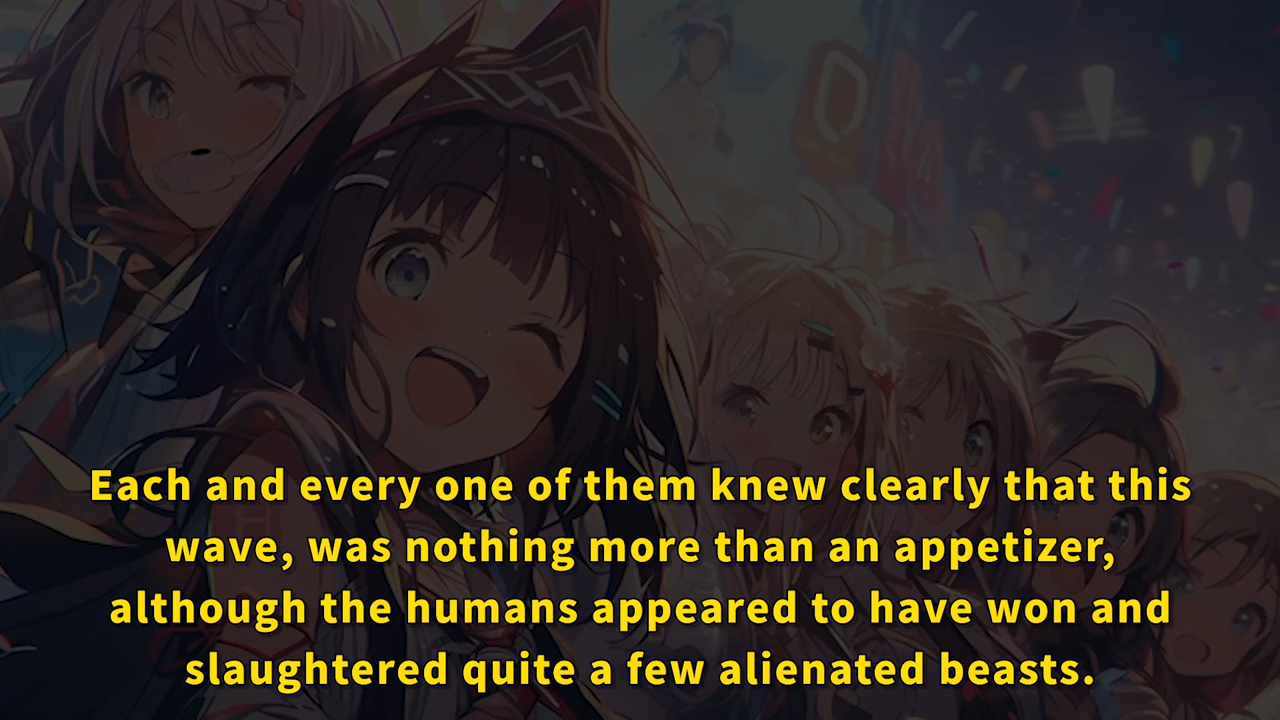 Each and every one of them knew clearly that this
wave, was nothing more than an appetizer,
although the humans appeared to have won and
slaughtered quite a few alienated beasts.